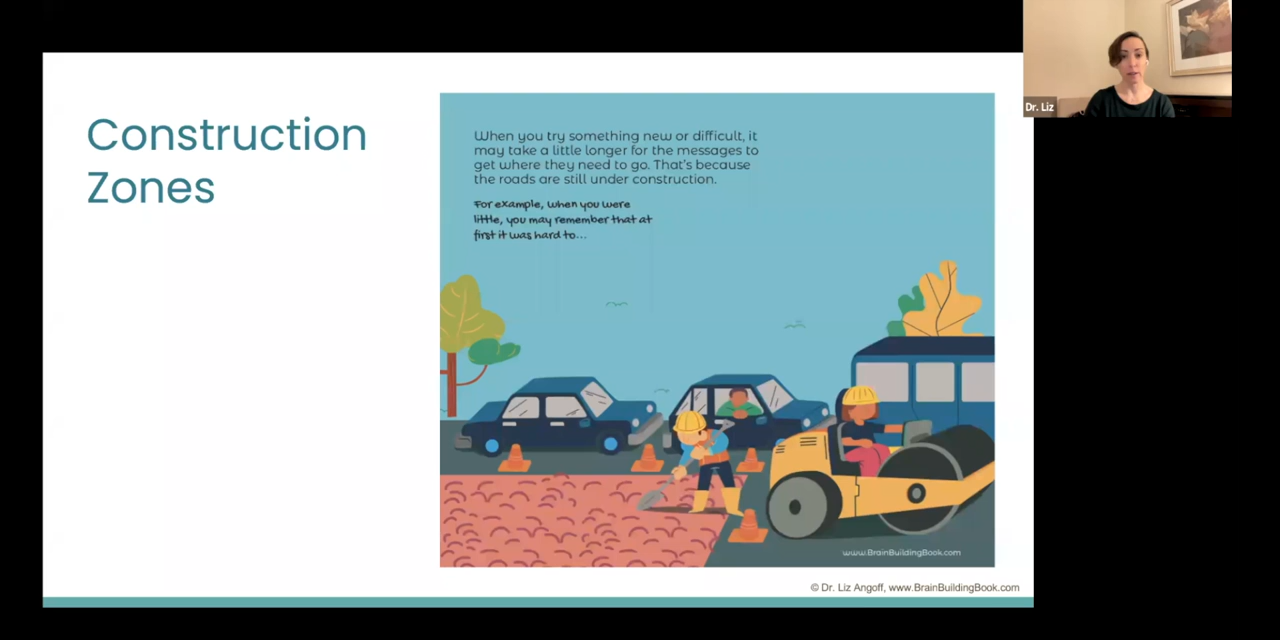 Construction
Zones
When you try something new or difficult, it
may take a little longer for the messages to
get where they need to go. That's because
the roads are still under construction.
For example, when you were
little, you may remember that at
first it was hard to...
www.BrainBuildingBook.com
© Dr. Liz Angoff, www.BrainBuildingBook.com
Dr. Liz